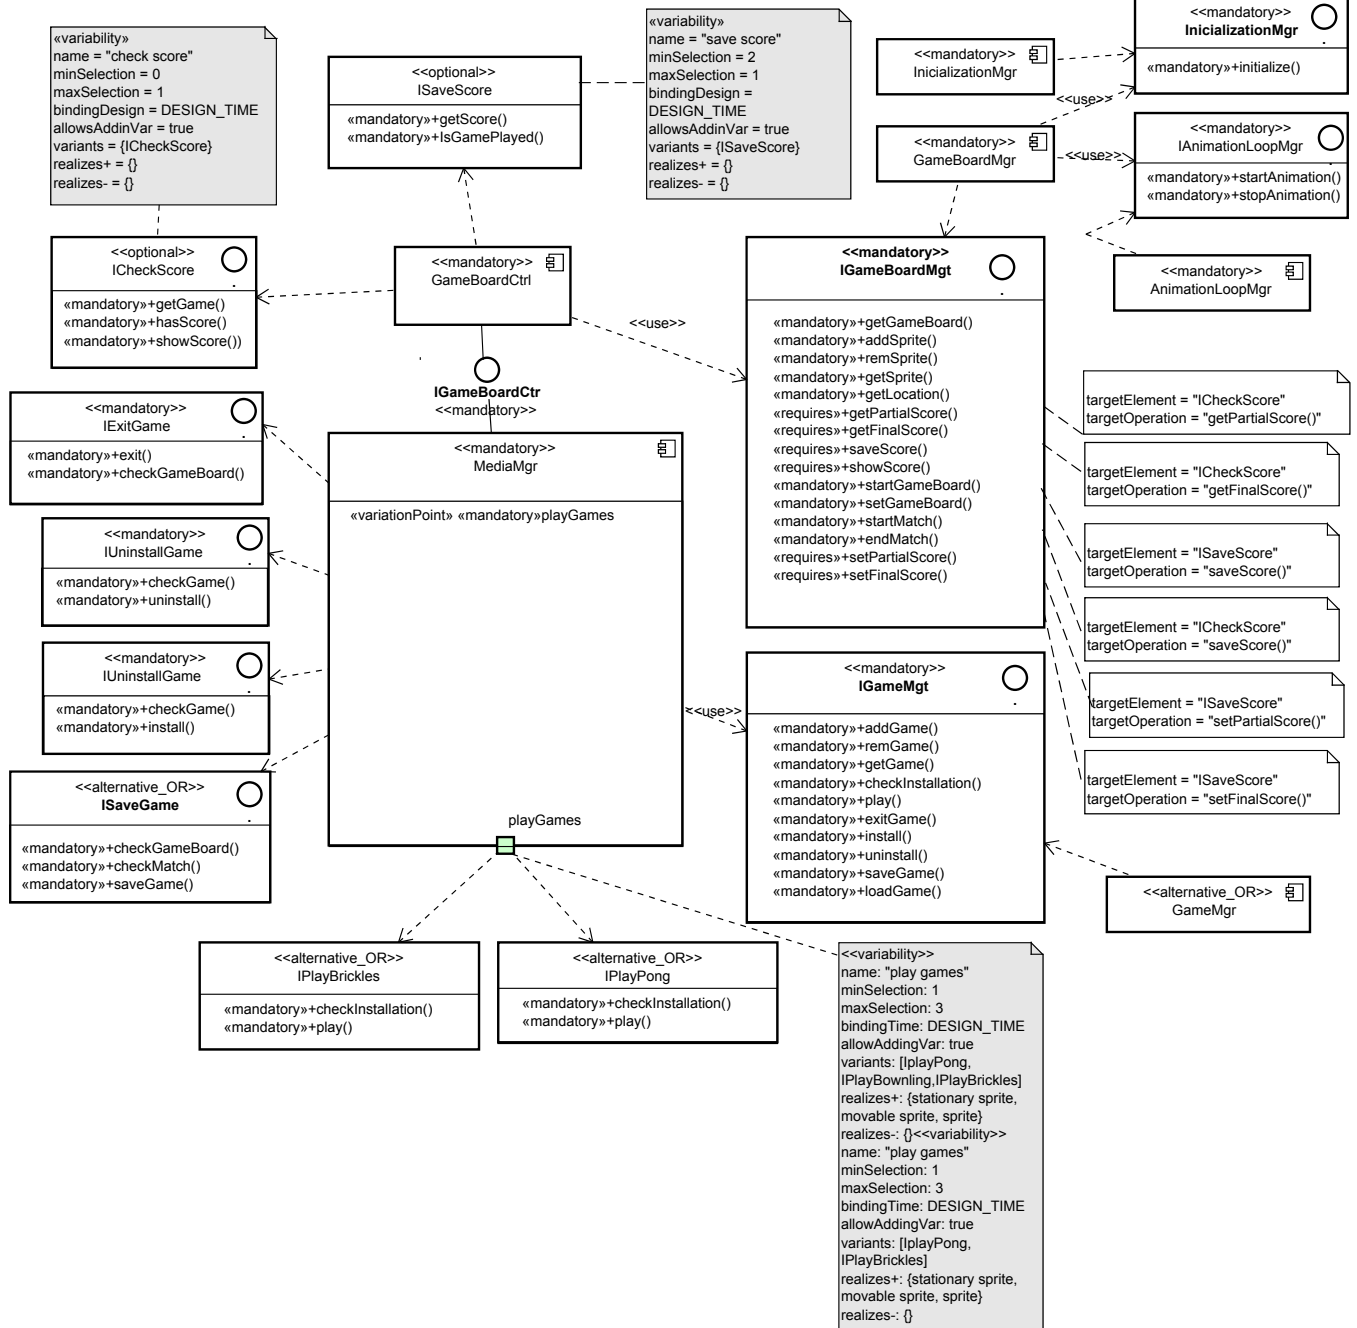 «variability»
name = "check score"
minSelection = 0
maxSelection = 1
bindingDesign = DESIGN_TIME
allowsAddinVar = true
variants = {ICheckScore}
realizes+ = {}
realizes- = {}
<<optional>>
ISaveScore
«mandatory»+getScore()
«mandatory»+IsGamePlayed()
«variability»
name = "save score"
minSelection = 2
maxSelection = 1
bindingDesign =
DESIGN_TIME
allowsAddinVar = true
variants = {ISaveScore}
realizes+ = {}
realizes- = {}
<<mandatory>>
InicializationMgr
<<mandatory>>
InicializationMgr
«mandatory»+initialize()
<<use>>
<<mandatory>>
GameBoardMgr
<<use>>
<<mandatory>>
IAnimationLoopMgr
«mandatory»+startAnimation()
«mandatory»+stopAnimation()
<<mandatory>>
AnimationLoopMgr
<<optional>>
ICheckScore
«mandatory»+getGame()
«mandatory»+hasScore()
«mandatory»+showScore())
<<mandatory>>
GameBoardCtrl
<<use>>
IGameBoardCtr
<<mandatory>>
<<mandatory>>
IGameBoardMgt
«mandatory»+getGameBoard()
«mandatory»+addSprite()
«mandatory»+remSprite()
«mandatory»+getSprite()
«mandatory»+getLocation()
«requires»+getPartialScore()
«requires»+getFinalScore()
«requires»+saveScore()
«requires»+showScore()
«mandatory»+startGameBoard()
«mandatory»+setGameBoard()
«mandatory»+startMatch()
«mandatory»+endMatch()
«requires»+setPartialScore()
«requires»+setFinalScore()
targetElement = "ICheckScore"
targetOperation = "getPartialScore()"
targetElement = "ICheckScore"
targetOperation = "getFinalScore()"
targetElement = "ISaveScore"
targetOperation = "saveScore()"
targetElement = "ICheckScore"
targetOperation = "saveScore()"
targetElement = "ISaveScore"
targetOperation = "setPartialScore()"
targetElement = "ISaveScore"
targetOperation = "setFinalScore()"
<<mandatory>>
IExitGame
«mandatory»+exit()
«mandatory»+checkGameBoard()
<<mandatory>>
IUninstallGame
«mandatory»+checkGame()
«mandatory»+uninstall()
<<mandatory>>
IUninstallGame
«mandatory»+checkGame()
«mandatory»+install()
<<alternative_OR>>
ISaveGame
«mandatory»+checkGameBoard()
«mandatory»+checkMatch()
«mandatory»+saveGame()
<<mandatory>>
MediaMgr
«variationPoint» «mandatory»playGames
playGames
<<use>>
<<mandatory>>
IGameMgt
«mandatory»+addGame()
«mandatory»+remGame()
«mandatory»+getGame()
«mandatory»+checkInstallation()
«mandatory»+play()
«mandatory»+exitGame()
«mandatory»+install()
«mandatory»+uninstall()
«mandatory»+saveGame()
«mandatory»+loadGame()
<<alternative_OR>>
GameMgr
<<alternative_OR>>
IPlayBrickles
«mandatory»+checkInstallation()
«mandatory»+play()
<<alternative_OR>>
IPlayPong
«mandatory»+checkInstallation()
«mandatory»+play()
<<variability>>
name: "play games"
minSelection: 1
maxSelection: 3
bindingTime: DESIGN_TIME
allowAddingVar: true
variants: [IplayPong,
IPlayBownling,IPlayBrickles]
realizes+: {stationary sprite,
movable sprite, sprite}
realizes-: {}<<variability>>
name: "play games"
minSelection: 1
maxSelection: 3
bindingTime: DESIGN_TIME
allowAddingVar: true
variants: [IplayPong,
IPlayBrickles]
realizes+: {stationary sprite,
movable sprite, sprite}
realizes-: {}